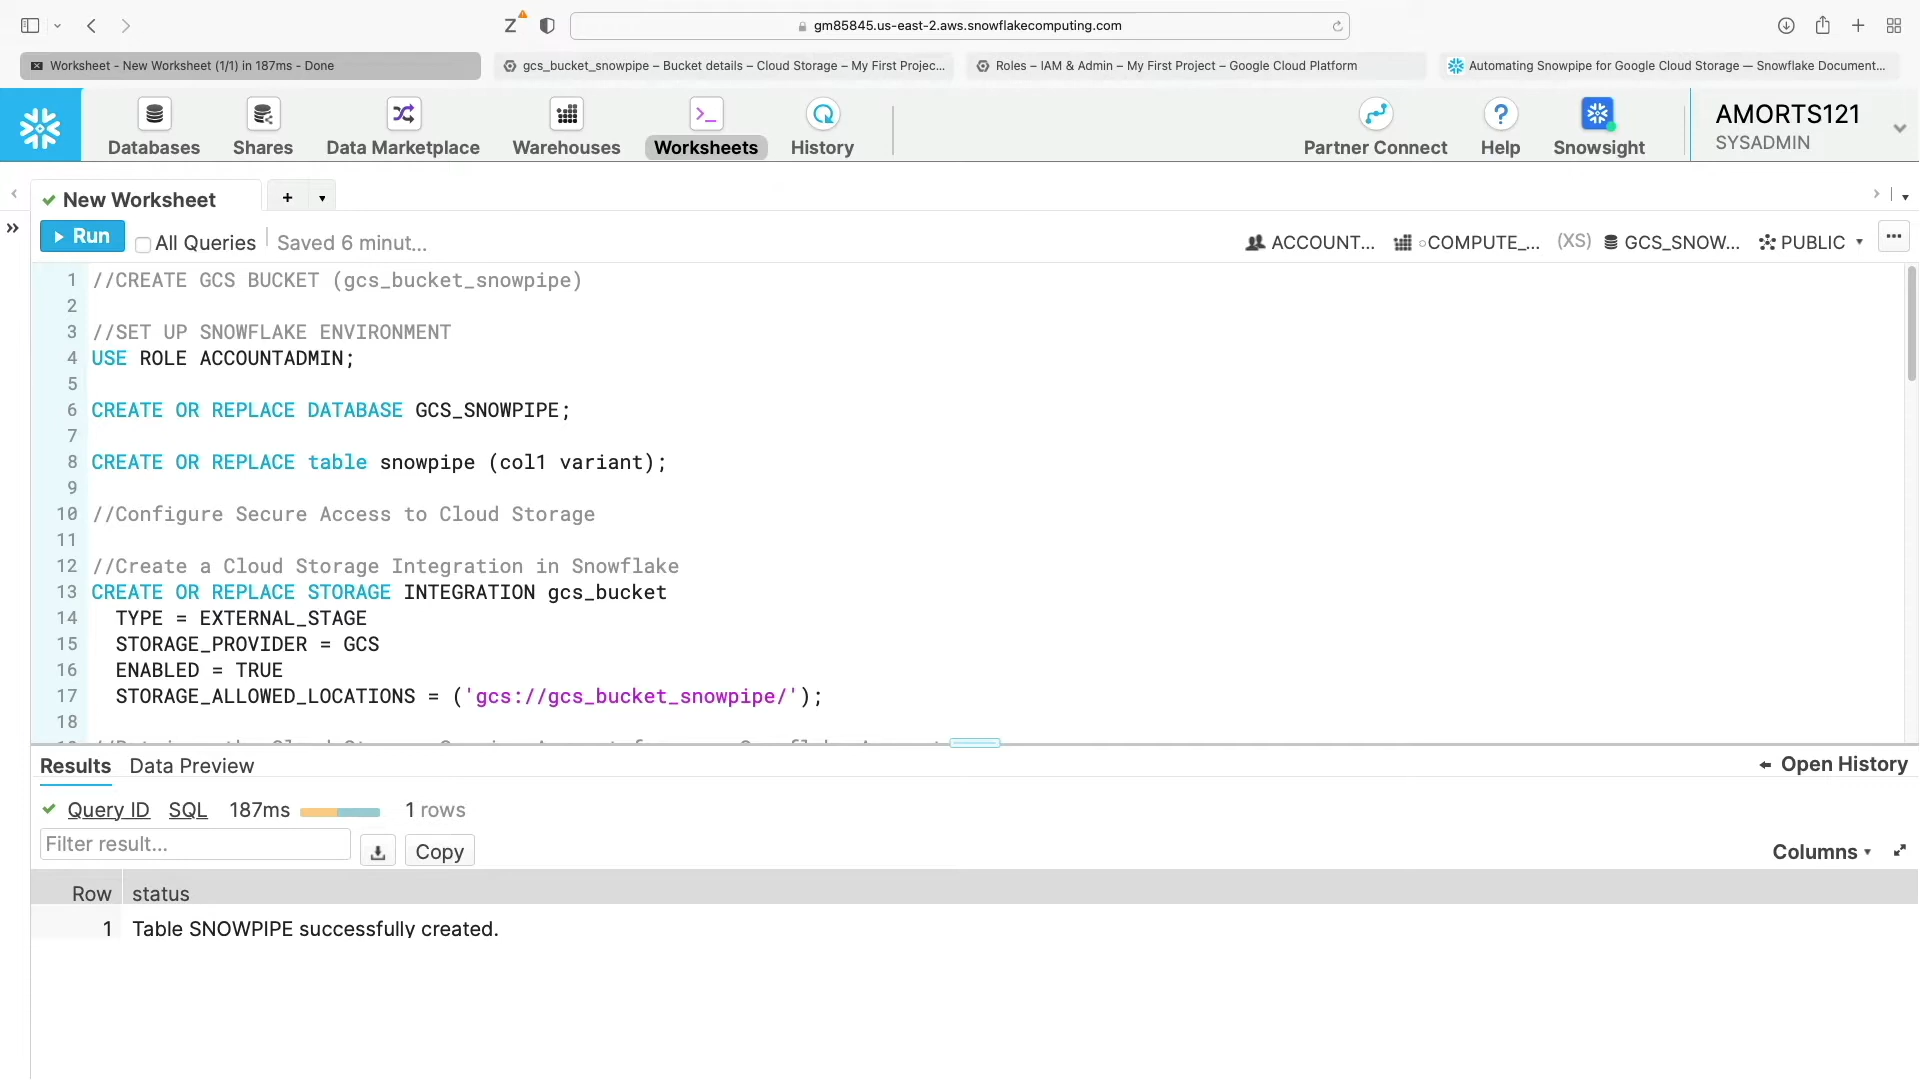 gm85845.us-east-2.aws.snowflakecomputing.com
Worksheet - New Worksheet (1/1) in 187ms - Done
gcs_bucket_snowpipe – Bucket details – Cloud Storage – My First Projec...
Roles – IAM & Admin – My First Project – Google Cloud Platform
Automating Snowpipe for Google Cloud Storage — Snowflake Document...
Databases
Shares
Data Marketplace
Warehouses
Worksheets
History
Partner Connect
Help
Snowsight
AMORTS121
SYSADMIN
New Worksheet
Run
All Queries
Saved 6 minut...
ACCOUNT...
COMPUTE_...
(XS)
GCS_SNOW...
PUBLIC
1 //CREATE GCS BUCKET (gcs_bucket_snowpipe)
2
3 //SET UP SNOWFLAKE ENVIRONMENT
4 USE ROLE ACCOUNTADMIN;
5
6 CREATE OR REPLACE DATABASE GCS_SNOWPIPE;
7
8 CREATE OR REPLACE table snowpipe (col1 variant);
9
10 //Configure Secure Access to Cloud Storage
11
12 //Create a Cloud Storage Integration in Snowflake
13 CREATE OR REPLACE STORAGE INTEGRATION gcs_bucket
14 TYPE = EXTERNAL_STAGE
15 STORAGE_PROVIDER = GCS
16 ENABLED = TRUE
17 STORAGE_ALLOWED_LOCATIONS = ('gcs://gcs_bucket_snowpipe/');
18
Results
Data Preview
Open History
Query ID
SQL
187ms
1 rows
Filter result...
Copy
Columns
Row status
1 Table SNOWPIPE successfully created.